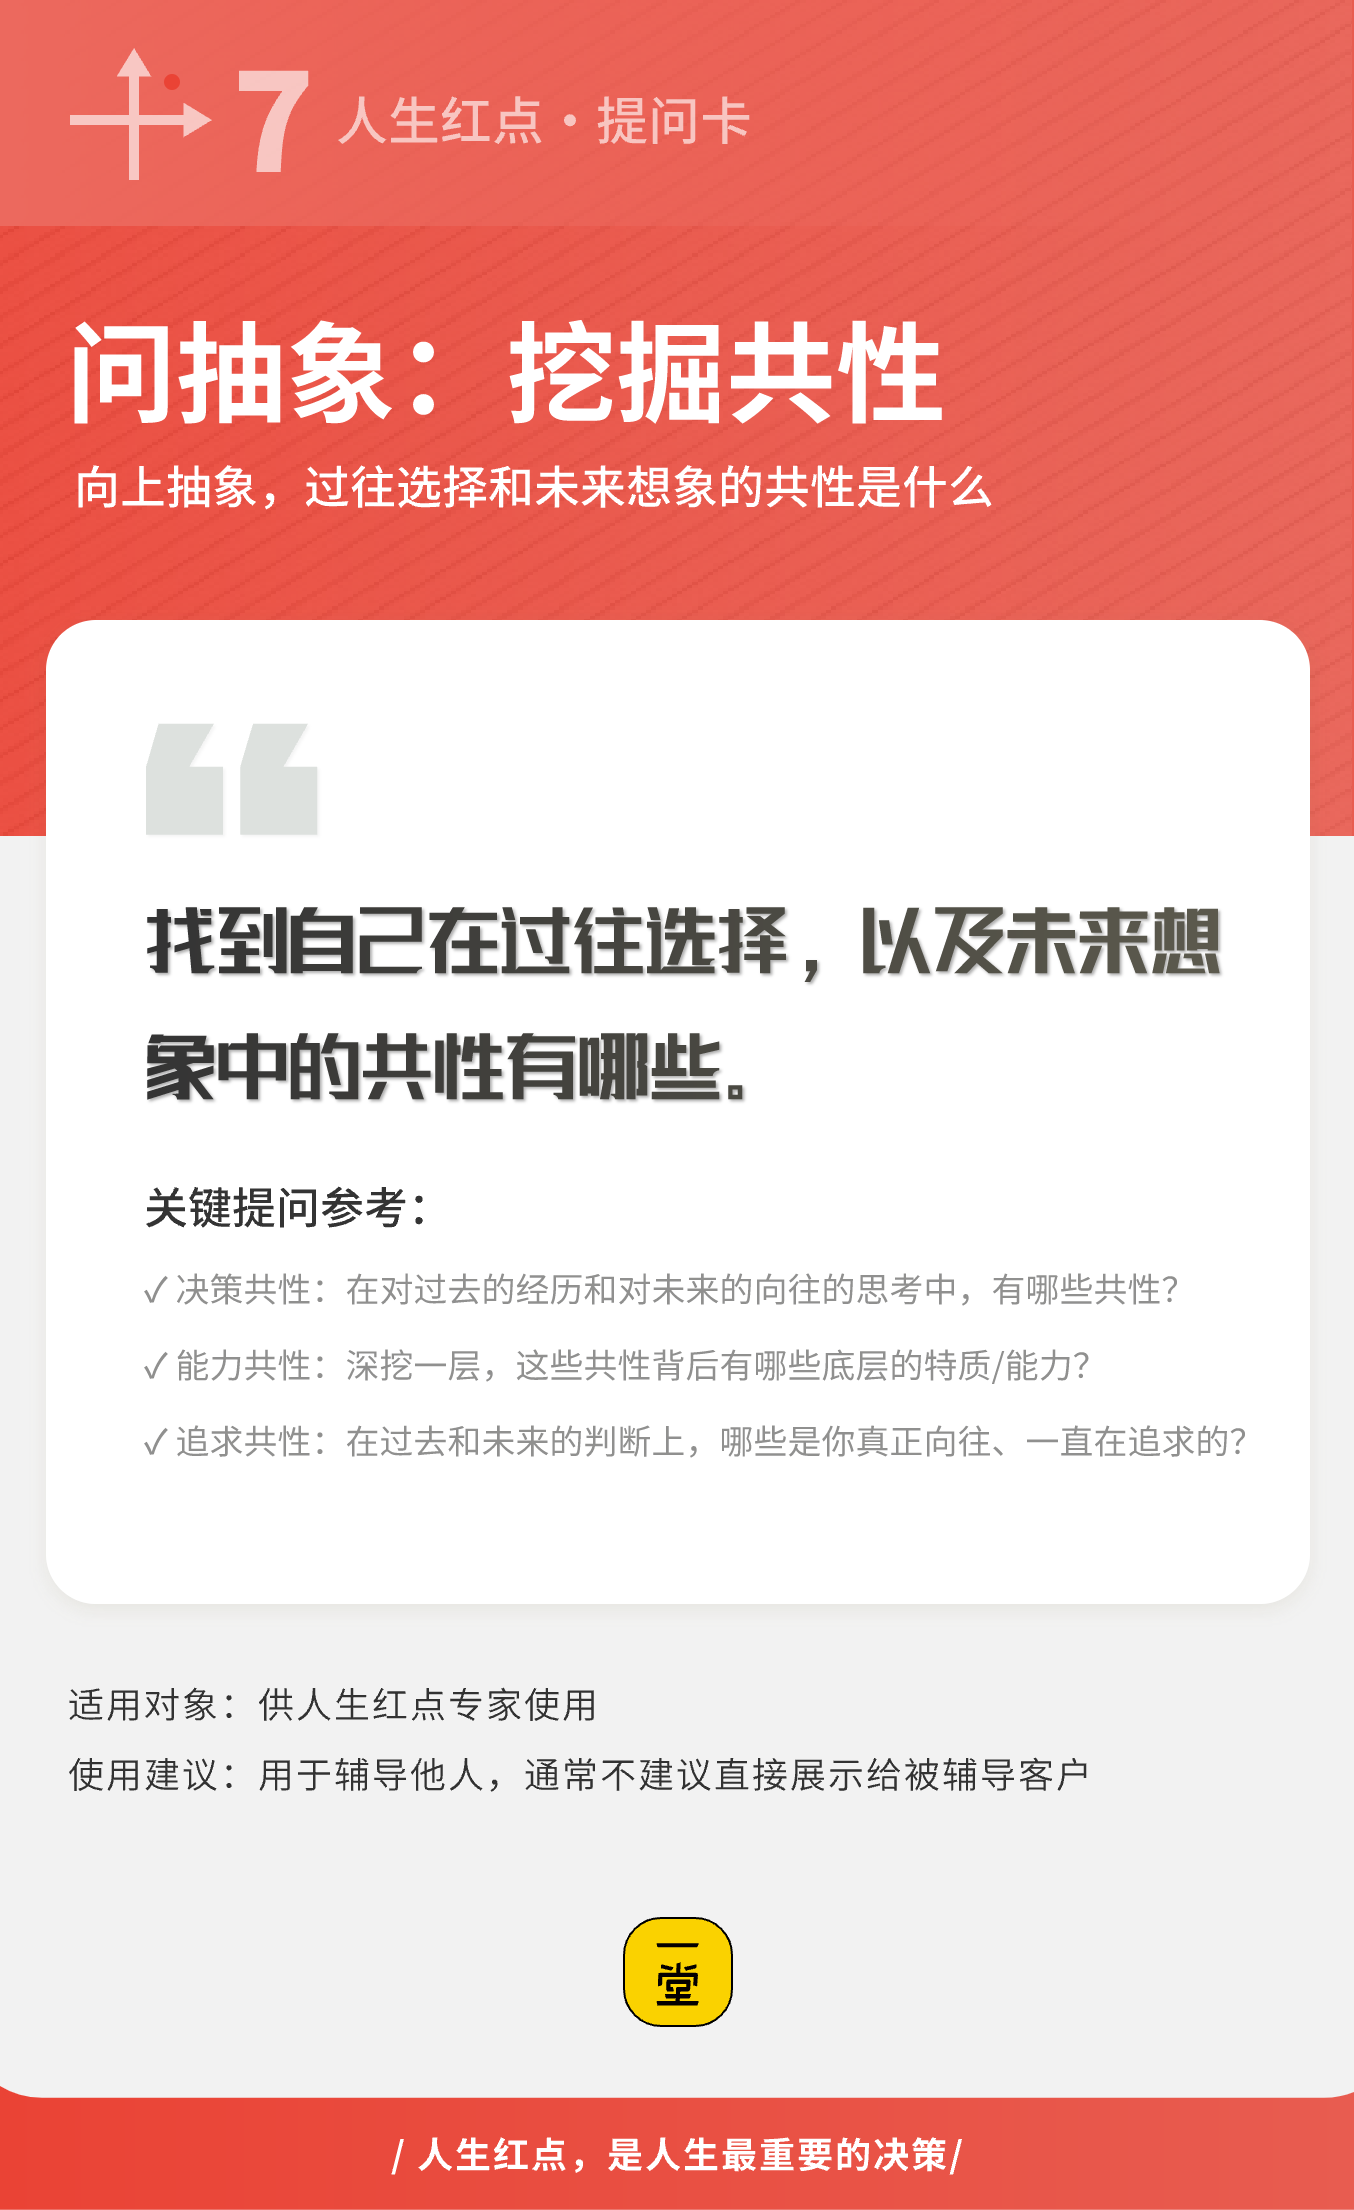 7 人生红点·提问卡
问抽象：挖掘共性
向上抽象，过往选择和未来想象的共性是什么
找到自己在过往选择，以及未来想
象中的共性有哪些。
关键提问参考：
✓决策共性：在对过去的经历和对未来的向往的思考中，有哪些共性？
✓能力共性：深挖一层，这些共性背后有哪些底层的特质/能力？
✓追求共性：在过去和未来的判断上，哪些是你真正向往、一直在追求的？
适用对象：供人生红点专家使用
使用建议：用于辅导他人，通常不建议直接展示给被辅导客户
一
堂
/ 人生红点，是人生最重要的决策/